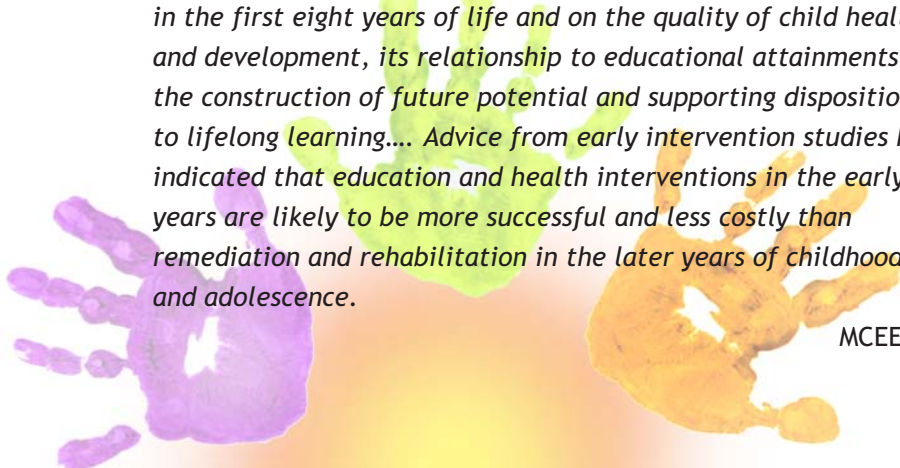 in the first eight years of life and on the quality of child
and development, its relationship to educational attainments
the construction of future potential and supporting
to lifelong learning…. Advice from early intervention studies
indicated that education and health interventions in the early
years are likely to be more successful and less costly than
remediation and rehabilitation in the later years of childhood
and adolescence.